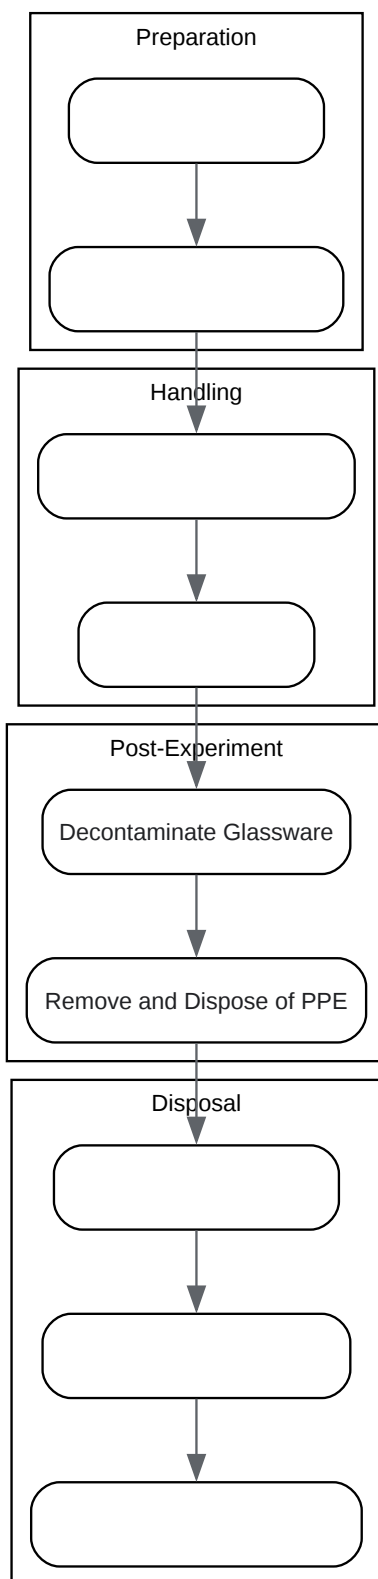 Preparation
Handling
Post-Experiment
Decontaminate Glassware
Remove and Dispose of PPE
Disposal